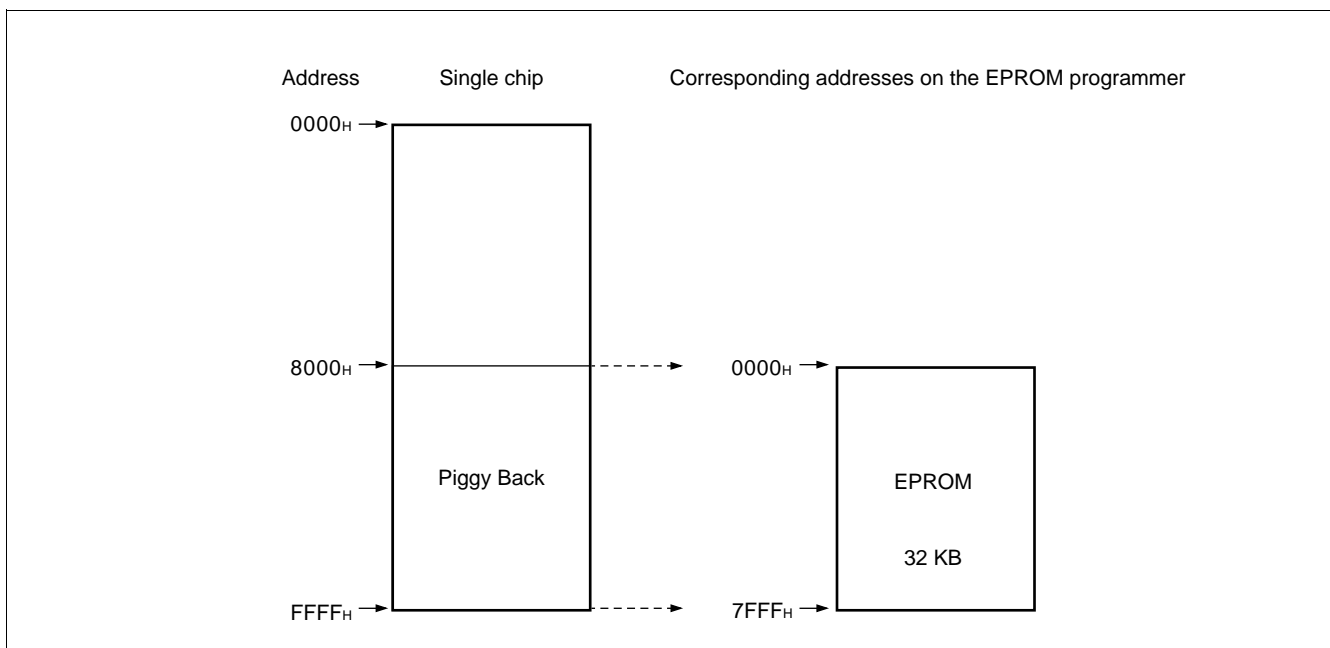 Address Single chip Corresponding addresses on the EPROM programmer
0000H
8000H 0000H
Piggy Back EPROM
32 KB
FFFFH 7FFFH